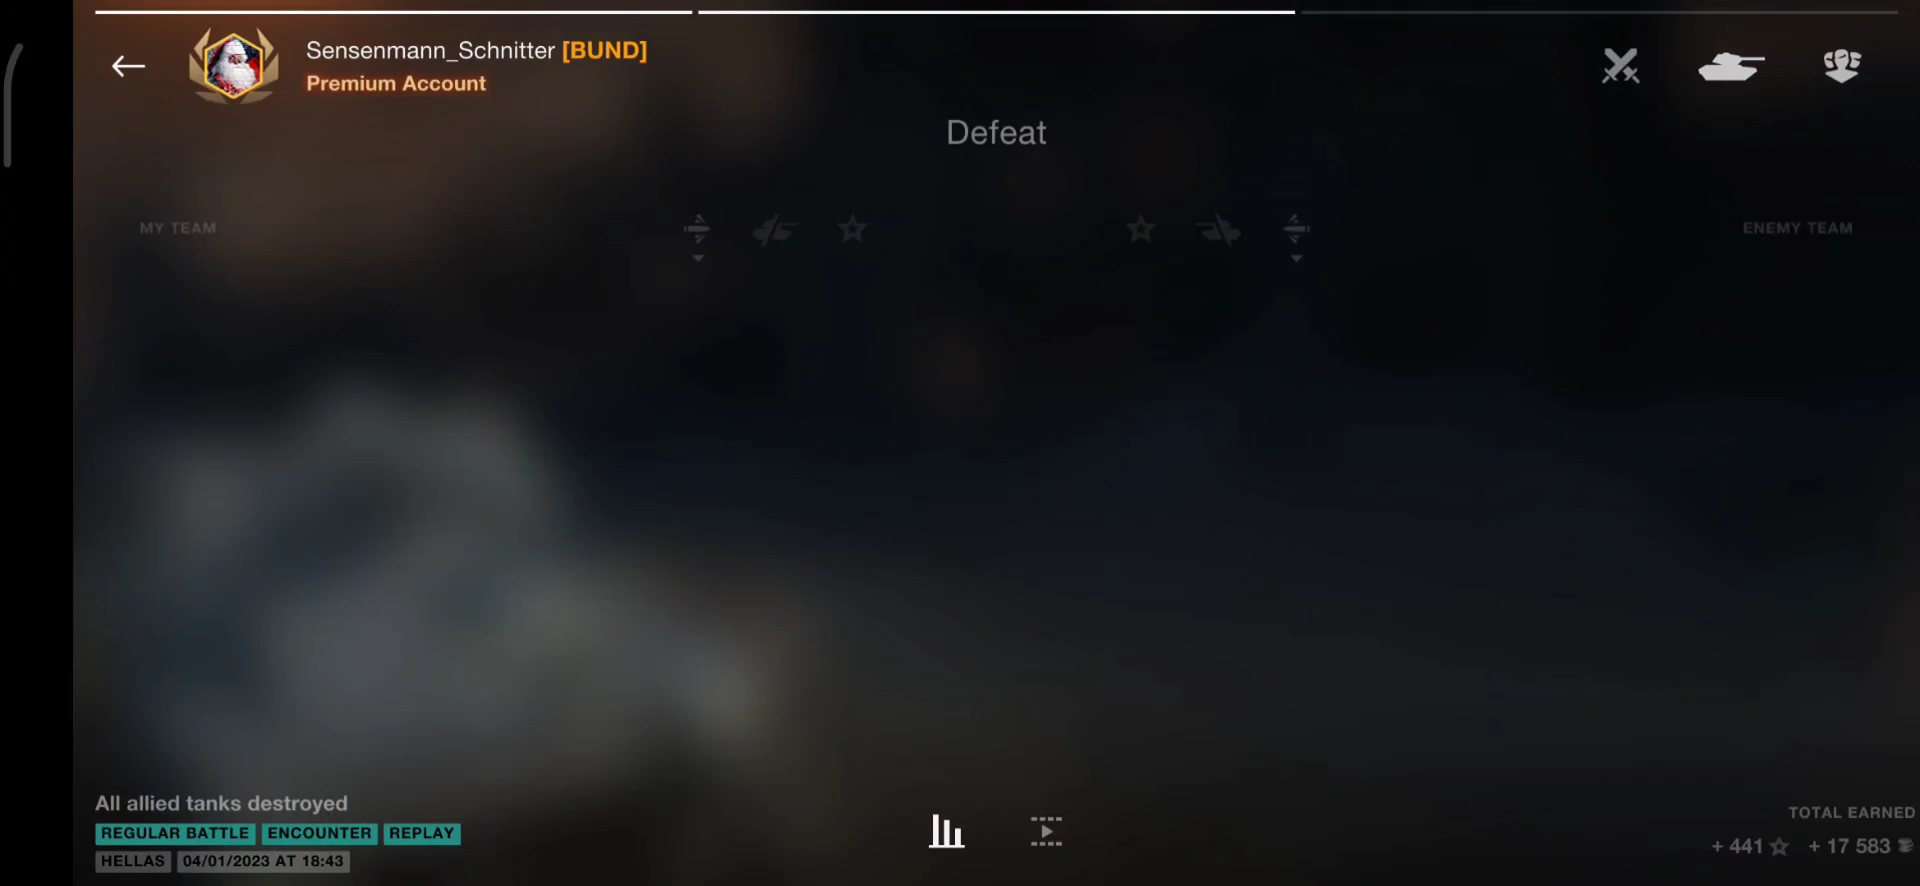 Sensenmann_Schnitter [BUND]
Premium Account
Defeat
MY TEAM
ENEMY TEAM
All allied tanks destroyed
REGULAR BATTLE ENCOUNTER REPLAY
HELLAS 04/01/2023 AT 18:43
TOTAL EARNED
+ 441 + 17 583